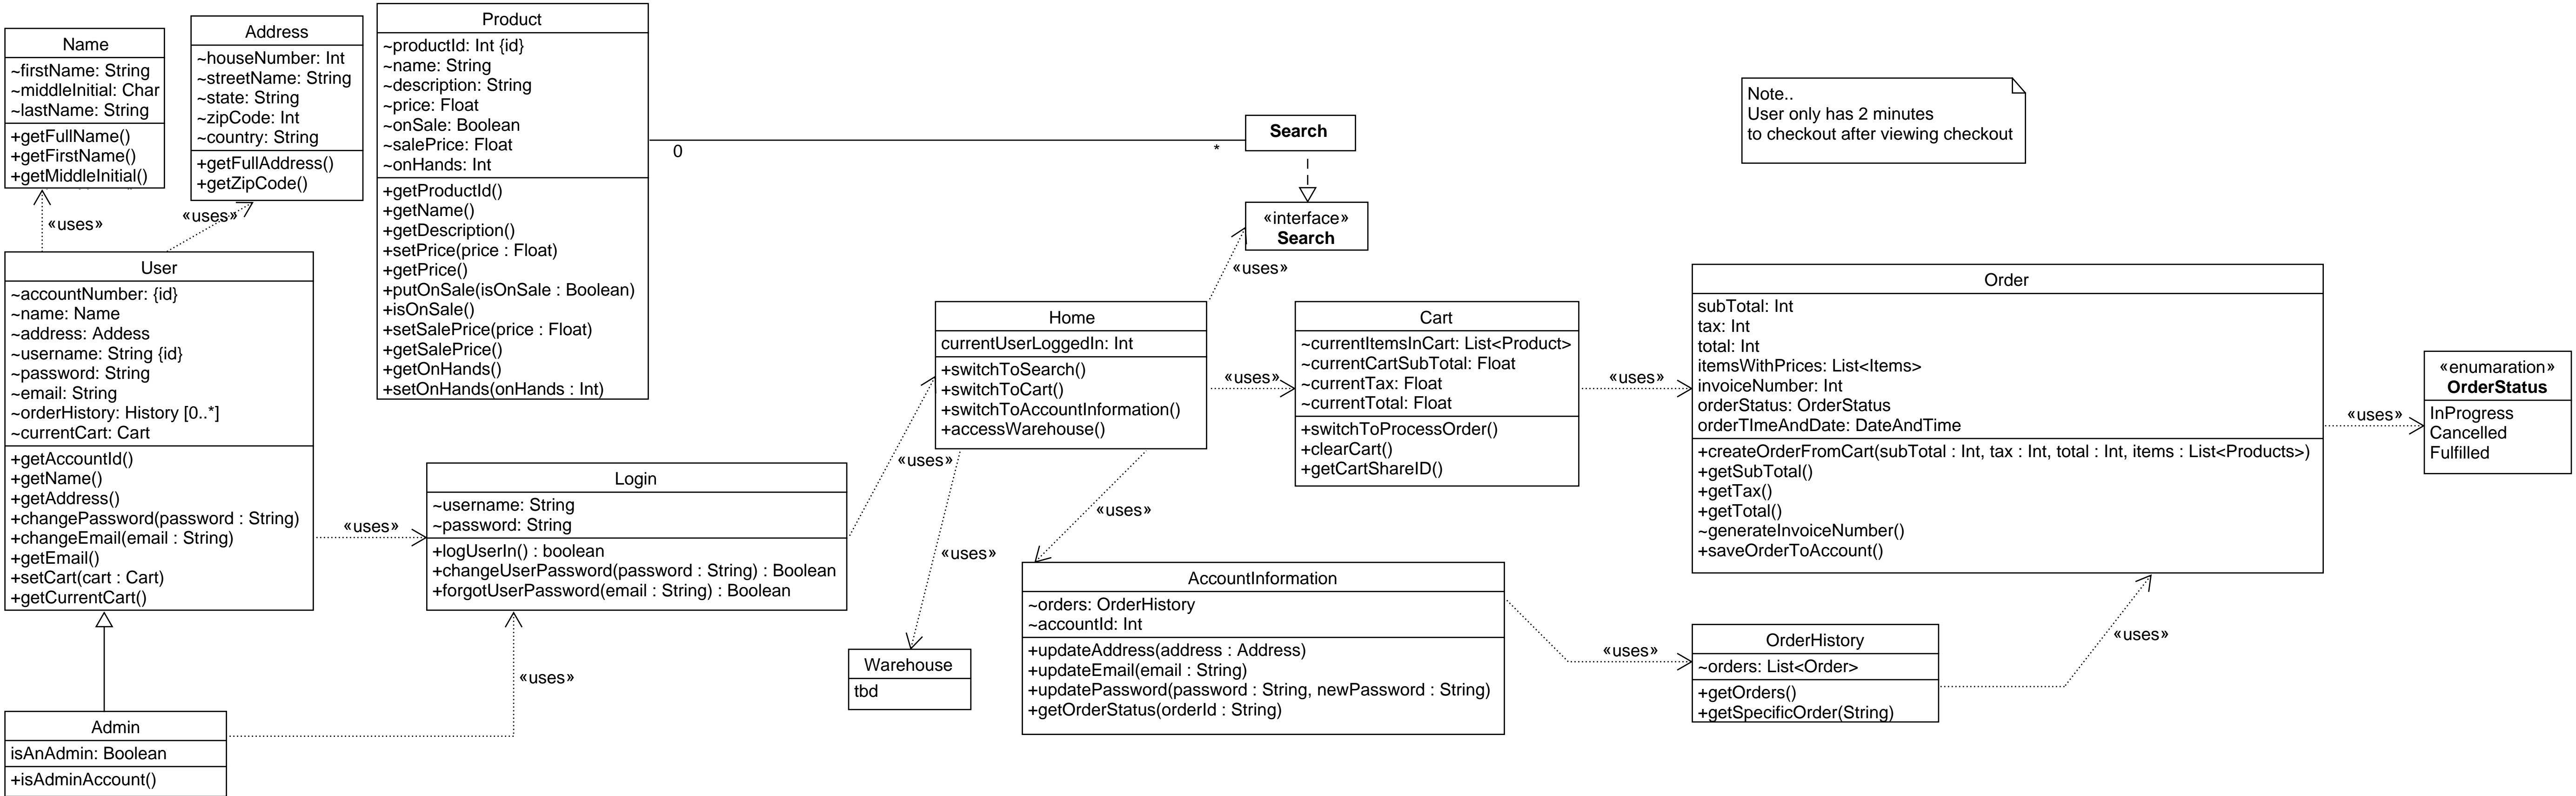 Name
~firstName: String
~middleInitial: Char
~lastName: String
+getFullName()
+getFirstName()
+getMiddleInitial()
Address
~houseNumber: Int
~streetName: String
~state: String
~zipCode: Int
~country: String
+getFullAddress()
+getZipCode()
Product
~productId: Int {id}
~name: String
~description: String
~price: Float
~onSale: Boolean
~salePrice: Float
~onHands: Int
+getProductId()
+getName()
+getDescription()
+setPrice(price : Float)
+getPrice()
+putOnSale(isOnSale : Boolean)
+isOnSale()
+setSalePrice(price : Float)
+getSalePrice()
+getOnHands()
+setOnHands(onHands : Int)
0
*
Search
«interface»
Search
Note..
User only has 2 minutes
to checkout after viewing checkout
«uses»
«uses»
User
~accountNumber: {id}
~name: Name
~address: Addess
~username: String {id}
~password: String
~email: String
~orderHistory: History [0..*]
~currentCart: Cart
+getAccountId()
+getName()
+getAddress()
+changePassword(password : String)
+changeEmail(email : String)
+getEmail()
+setCart(cart : Cart)
+getCurrentCart()
«uses»
Login
~username: String
~password: String
+logUserIn() : boolean
+changeUserPassword(password : String) : Boolean
+forgotUserPassword(email : String) : Boolean
«uses»
«uses»
Home
currentUserLoggedIn: Int
+switchToSearch()
+switchToCart()
+switchToAccountInformation()
+accessWarehouse()
«uses»
«uses»
Cart
~currentItemsInCart: List<Product>
~currentCartSubTotal: Float
~currentTax: Float
~currentTotal: Float
+switchToProcessOrder()
+clearCart()
+getCartShareID()
«uses»
Order
subTotal: Int
tax: Int
total: Int
itemsWithPrices: List<Items>
invoiceNumber: Int
orderStatus: OrderStatus
orderTImeAndDate: DateAndTime
+createOrderFromCart(subTotal : Int, tax : Int, total : Int, items : List<Products>)
+getSubTotal()
+getTax()
+getTotal()
~generateInvoiceNumber()
+saveOrderToAccount()
«uses»
«enumaration»
OrderStatus
InProgress
Cancelled
Fulfilled
«uses»
«uses»
Warehouse
tbd
AccountInformation
~orders: OrderHistory
~accountId: Int
+updateAddress(address : Address)
+updateEmail(email : String)
+updatePassword(password : String, newPassword : String)
+getOrderStatus(orderId : String)
«uses»
OrderHistory
~orders: List<Order>
+getOrders()
+getSpecificOrder(String)
«uses»
Admin
isAnAdmin: Boolean
+isAdminAccount()